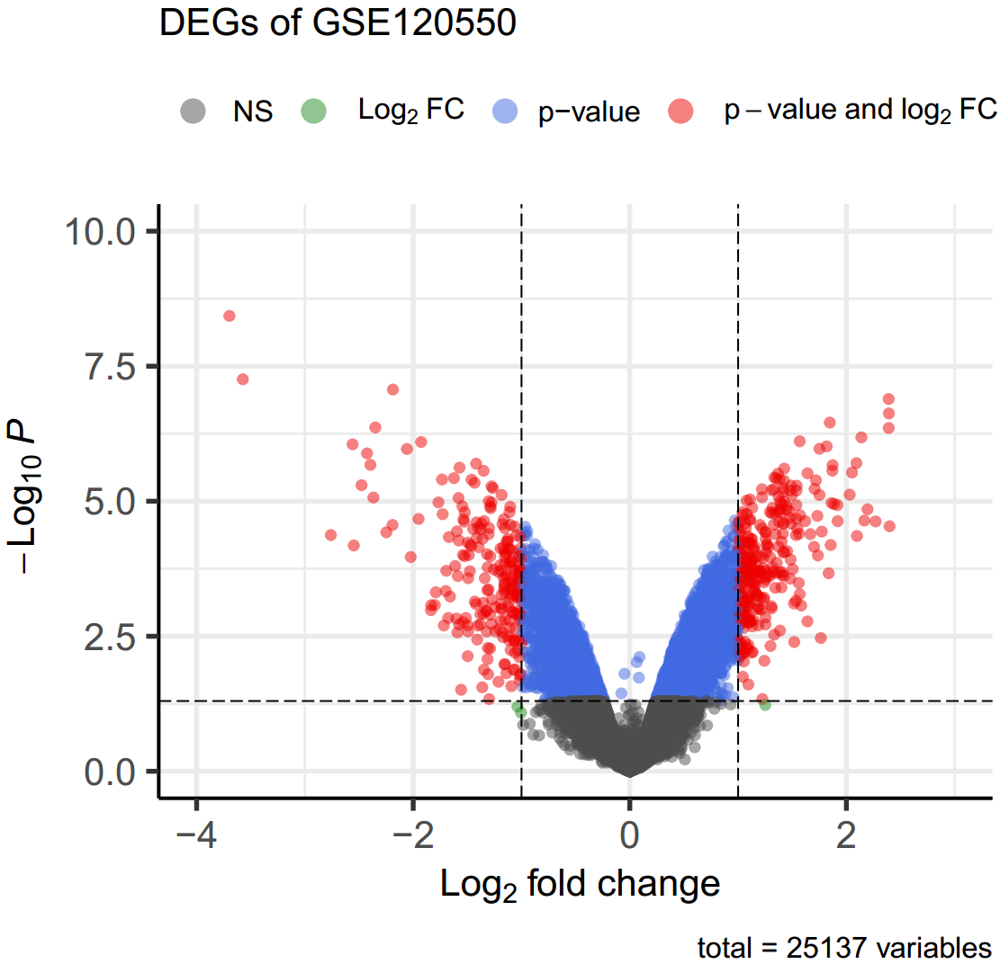 DEGs of GSE120550
NS Log₂ FC p−value p − value and log₂ FC
10.0
7.5
5.0
2.5
0.0
−Log₁₀ P
−4 −2 0 2
Log₂ fold change
total = 25137 variables